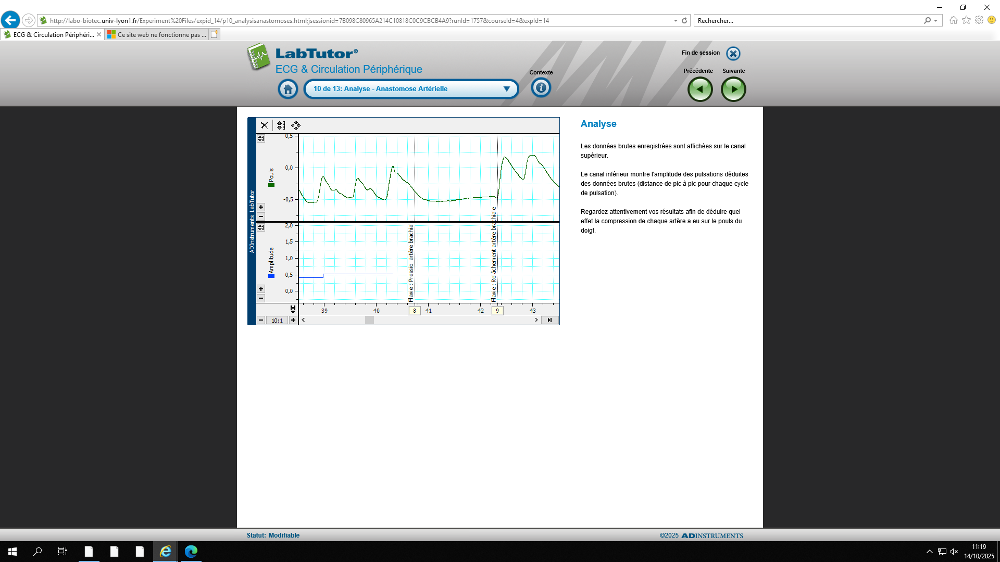 http://labo-biotec.univ-lyon1.fr/Experiment%20Files/expid_14/p10_analysisanastomoses.html;jsessionid=7B098C80965A214C10818C0C9CBCB4A9?runId=1757&courseId=4&expId=14
Rechercher...
ECG & Circulation Périphéri...
Ce site web ne fonctionne pas ...
LabTutor®
ECG & Circulation Périphérique
10 de 13: Analyse - Anastomose Artérielle
Contexte
Fin de session
Précédente
Suivante
ADInstruments LabTutor
Pouls
0,5
0,0
-0,5
Amplitude
2,0
1,5
1,0
0,5
0,0
Flavie : Pressio artère brachiale
Flavie : Relâchement artère brachiale
M
39
40
8
41
42
9
43
10:1
Analyse
Les données brutes enregistrées sont affichées sur le canal
supérieur.
Le canal inférieur montre l'amplitude des pulsations déduites
des données brutes (distance de pic à pic pour chaque cycle
de pulsation).
Regardez attentivement vos résultats afin de déduire quel
effet la compression de chaque artère a eu sur le pouls du
doigt.
Statut: Modifiable
©2025 ADINSTRUMENTS
11:19
14/10/2025